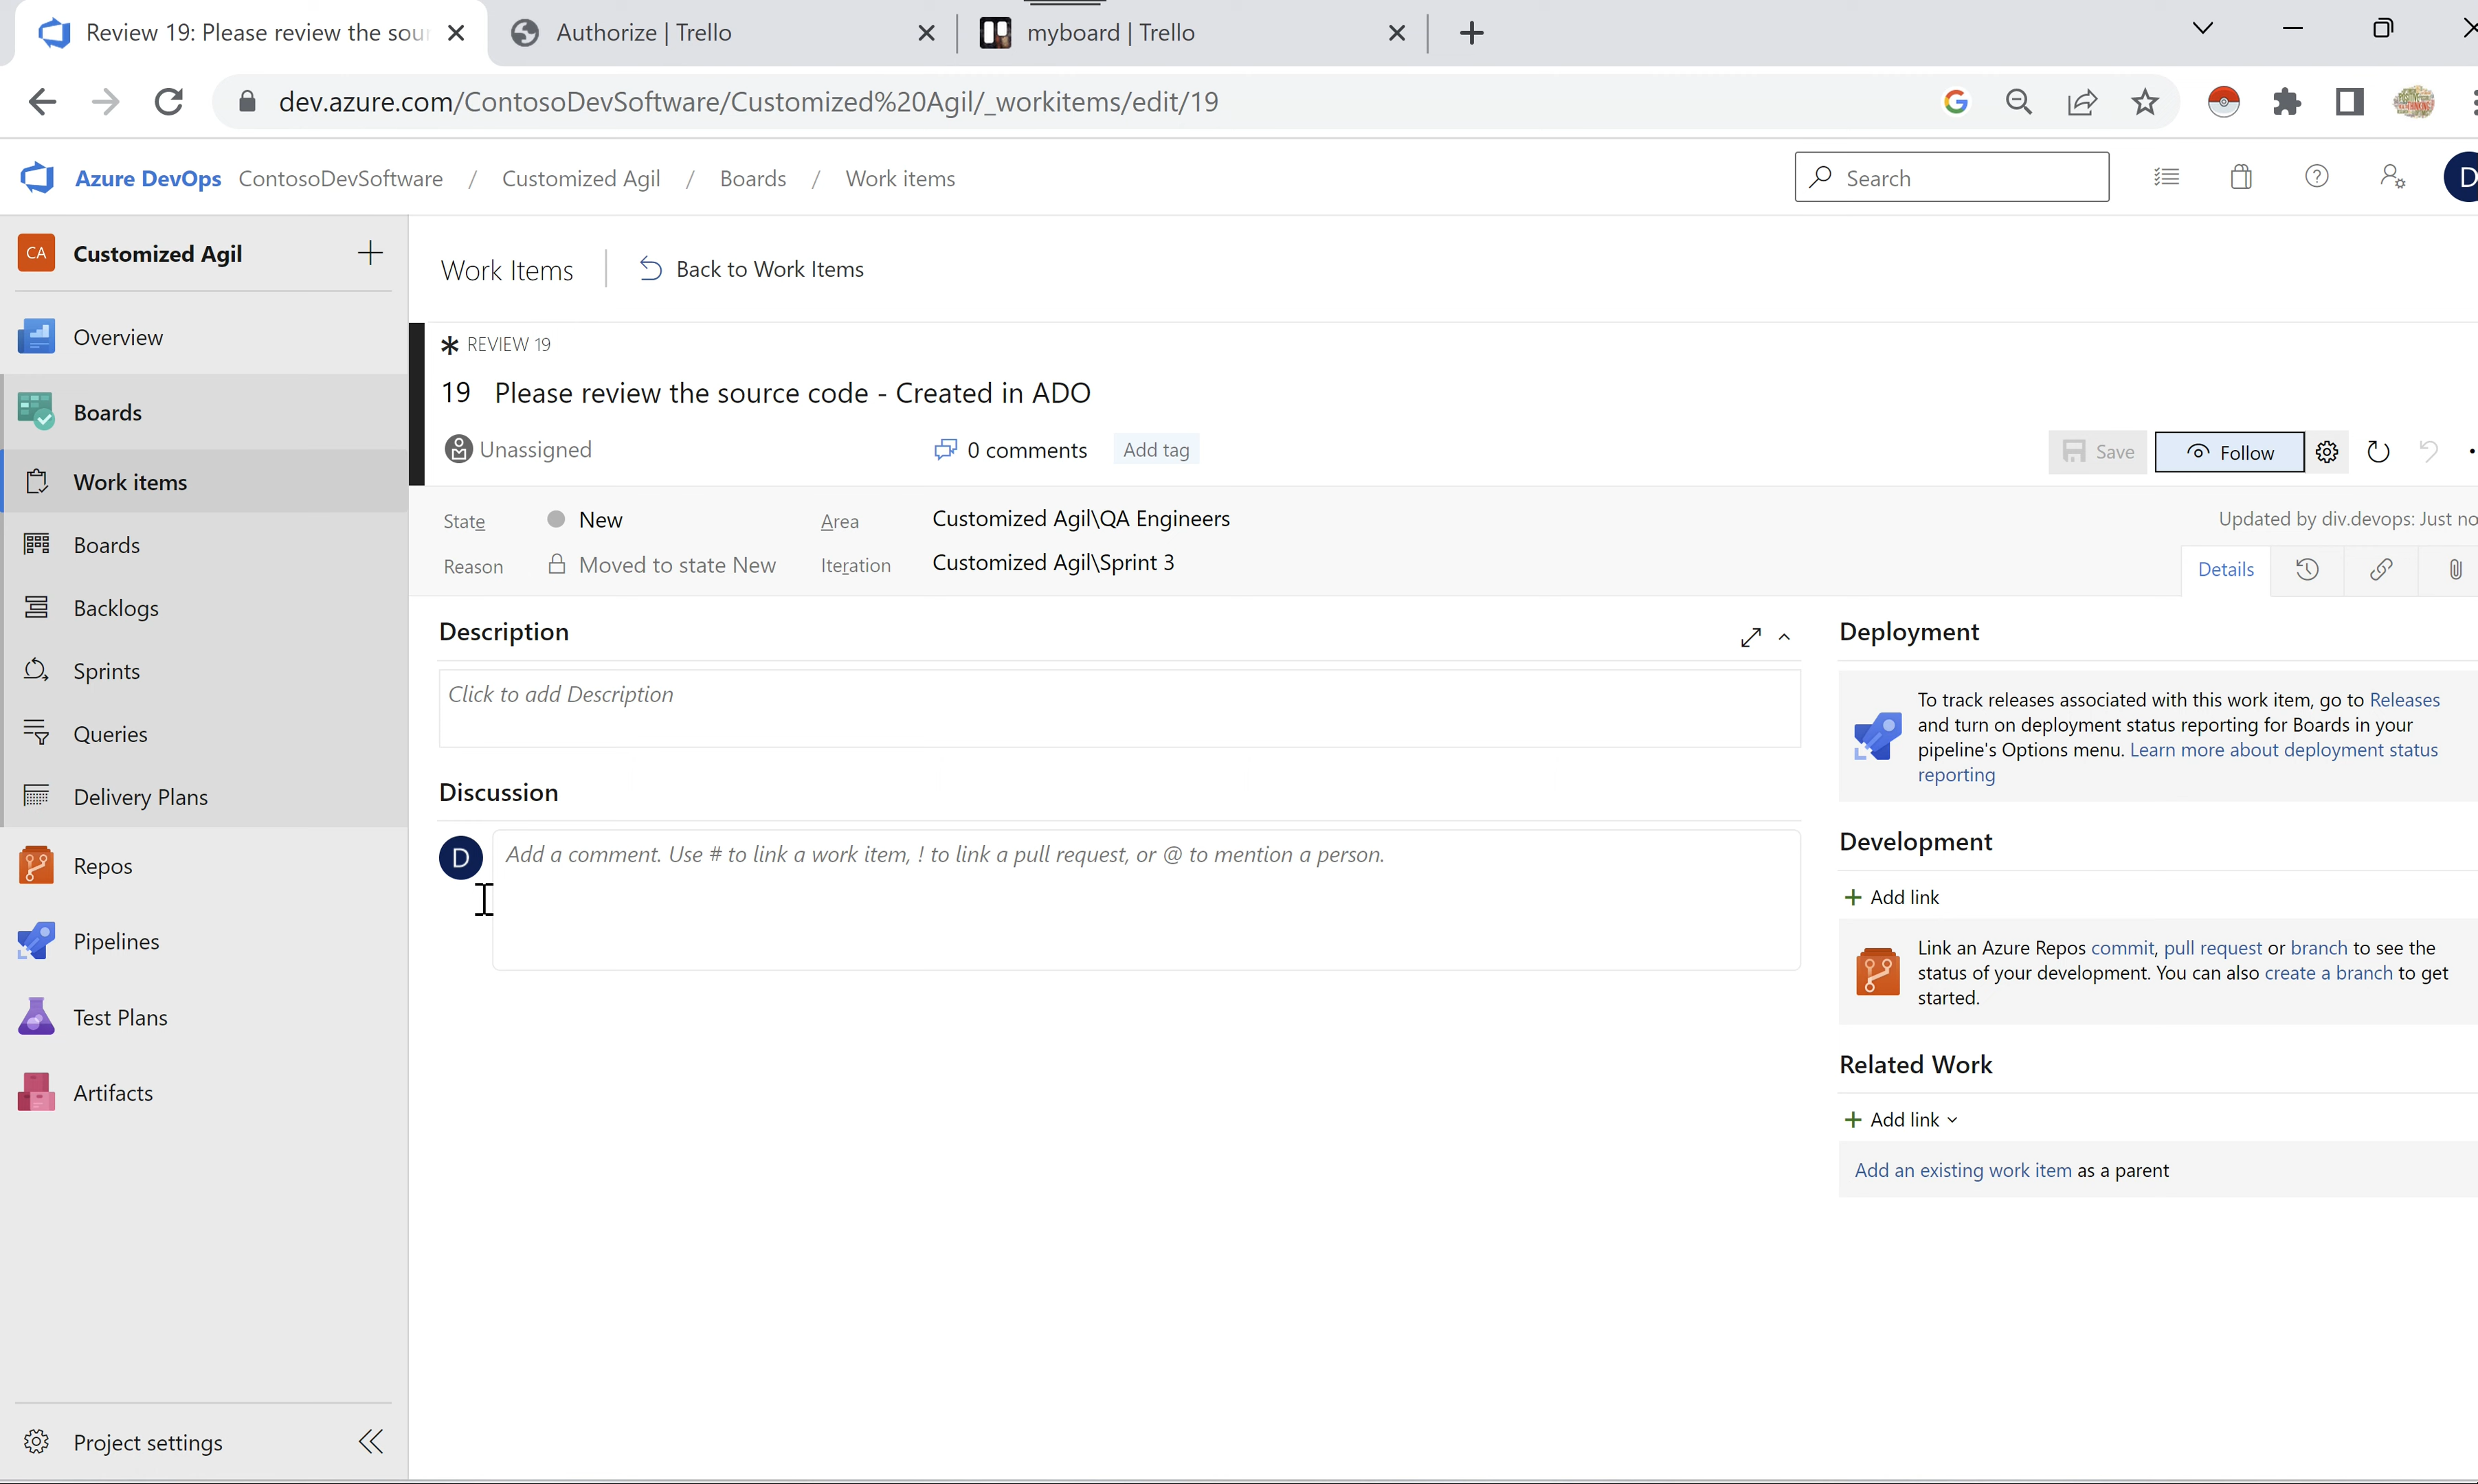 Review 19: Please review the sour
Authorize | Trello
myboard | Trello
dev.azure.com/ContosoDevSoftware/Customized%20Agil/_workitems/edit/19
Azure DevOps ContosoDevSoftware / Customized Agil / Boards / Work items
Search
D
CA Customized Agil
Overview
Boards
Work items
Boards
Backlogs
Sprints
Queries
Delivery Plans
Repos
Pipelines
Test Plans
Artifacts
Project settings
Work Items
Back to Work Items
REVIEW 19
19 Please review the source code - Created in ADO
Unassigned
0 comments
Add tag
Save
Follow
State
New
Area
Customized Agil\QA Engineers
Updated by div.devops: Just no
Reason
Moved to state New
Iteration
Customized Agil\Sprint 3
Details
Description
Click to add Description
Discussion
D
Add a comment. Use # to link a work item, ! to link a pull request, or @ to mention a person.
Deployment
To track releases associated with this work item, go to Releases
and turn on deployment status reporting for Boards in your
pipeline's Options menu. Learn more about deployment status
reporting
Development
Add link
Link an Azure Repos commit, pull request or branch to see the
status of your development. You can also create a branch to get
started.
Related Work
Add link
Add an existing work item as a parent